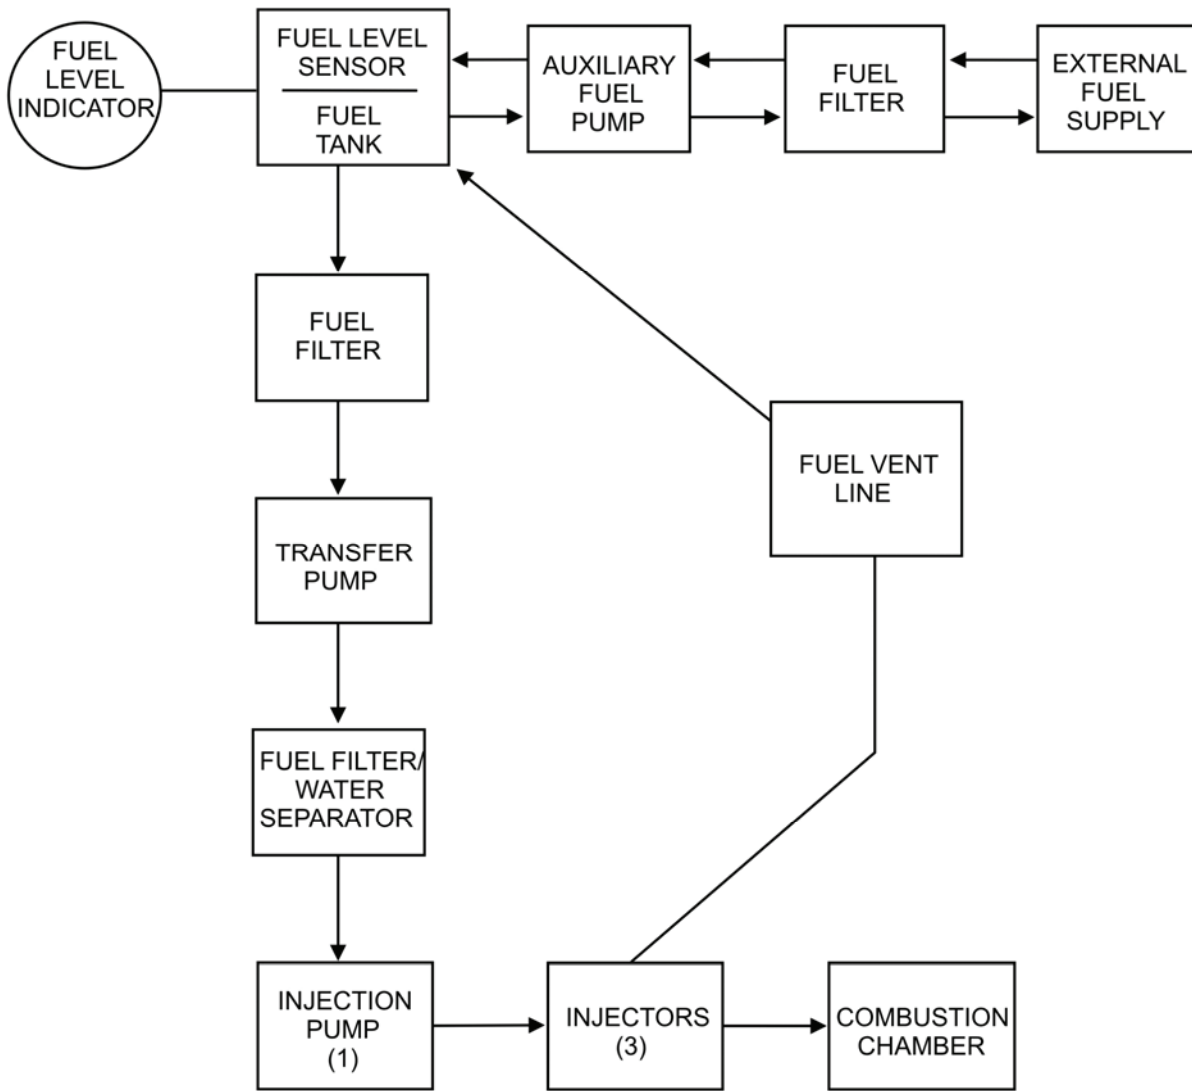 FUEL
LEVEL
INDICATOR
FUEL LEVEL
SENSOR
FUEL
TANK
AUXILIARY
FUEL
PUMP
FUEL
FILTER
EXTERNAL
FUEL
SUPPLY
FUEL
FILTER
FUEL VENT
LINE
TRANSFER
PUMP
FUEL FILTER/
WATER
SEPARATOR
INJECTION
PUMP
(1)
INJECTORS
(3)
COMBUSTION
CHAMBER